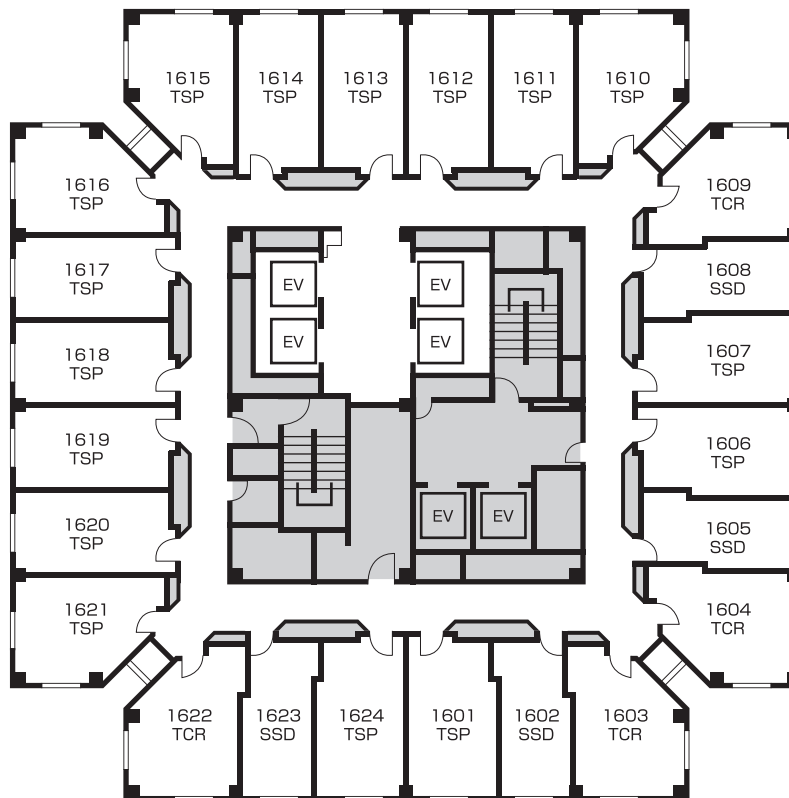 1615
TSP
1614
TSP
1613
TSP
1612
TSP
1611
TSP
1610
TSP
1616
TSP
1609
TCR
1617
TSP
1608
SSD
1618
TSP
1607
TSP
1619
TSP
1606
TSP
1620
TSP
1605
SSD
1621
TSP
1604
TCR
EV
EV
EV
EV
EV
EV
1622
TCR
1623
SSD
1624
TSP
1601
TSP
1602
SSD
1603
TCR